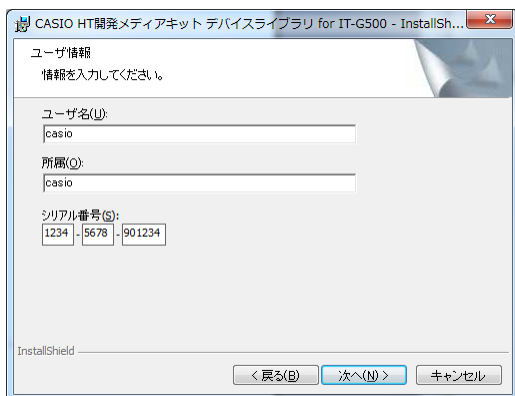 CASIO HT開発メディアキット デバイスライブラリ for IT-G500 - InstallSh...
ユーザ情報
情報を入力してください。
ユーザ名(U):
casio
所属(O):
casio
シリアル番号(S):
1234 - 5678 - 901234
InstallShield
< 戻る(B) 次へ(N) > キャンセル